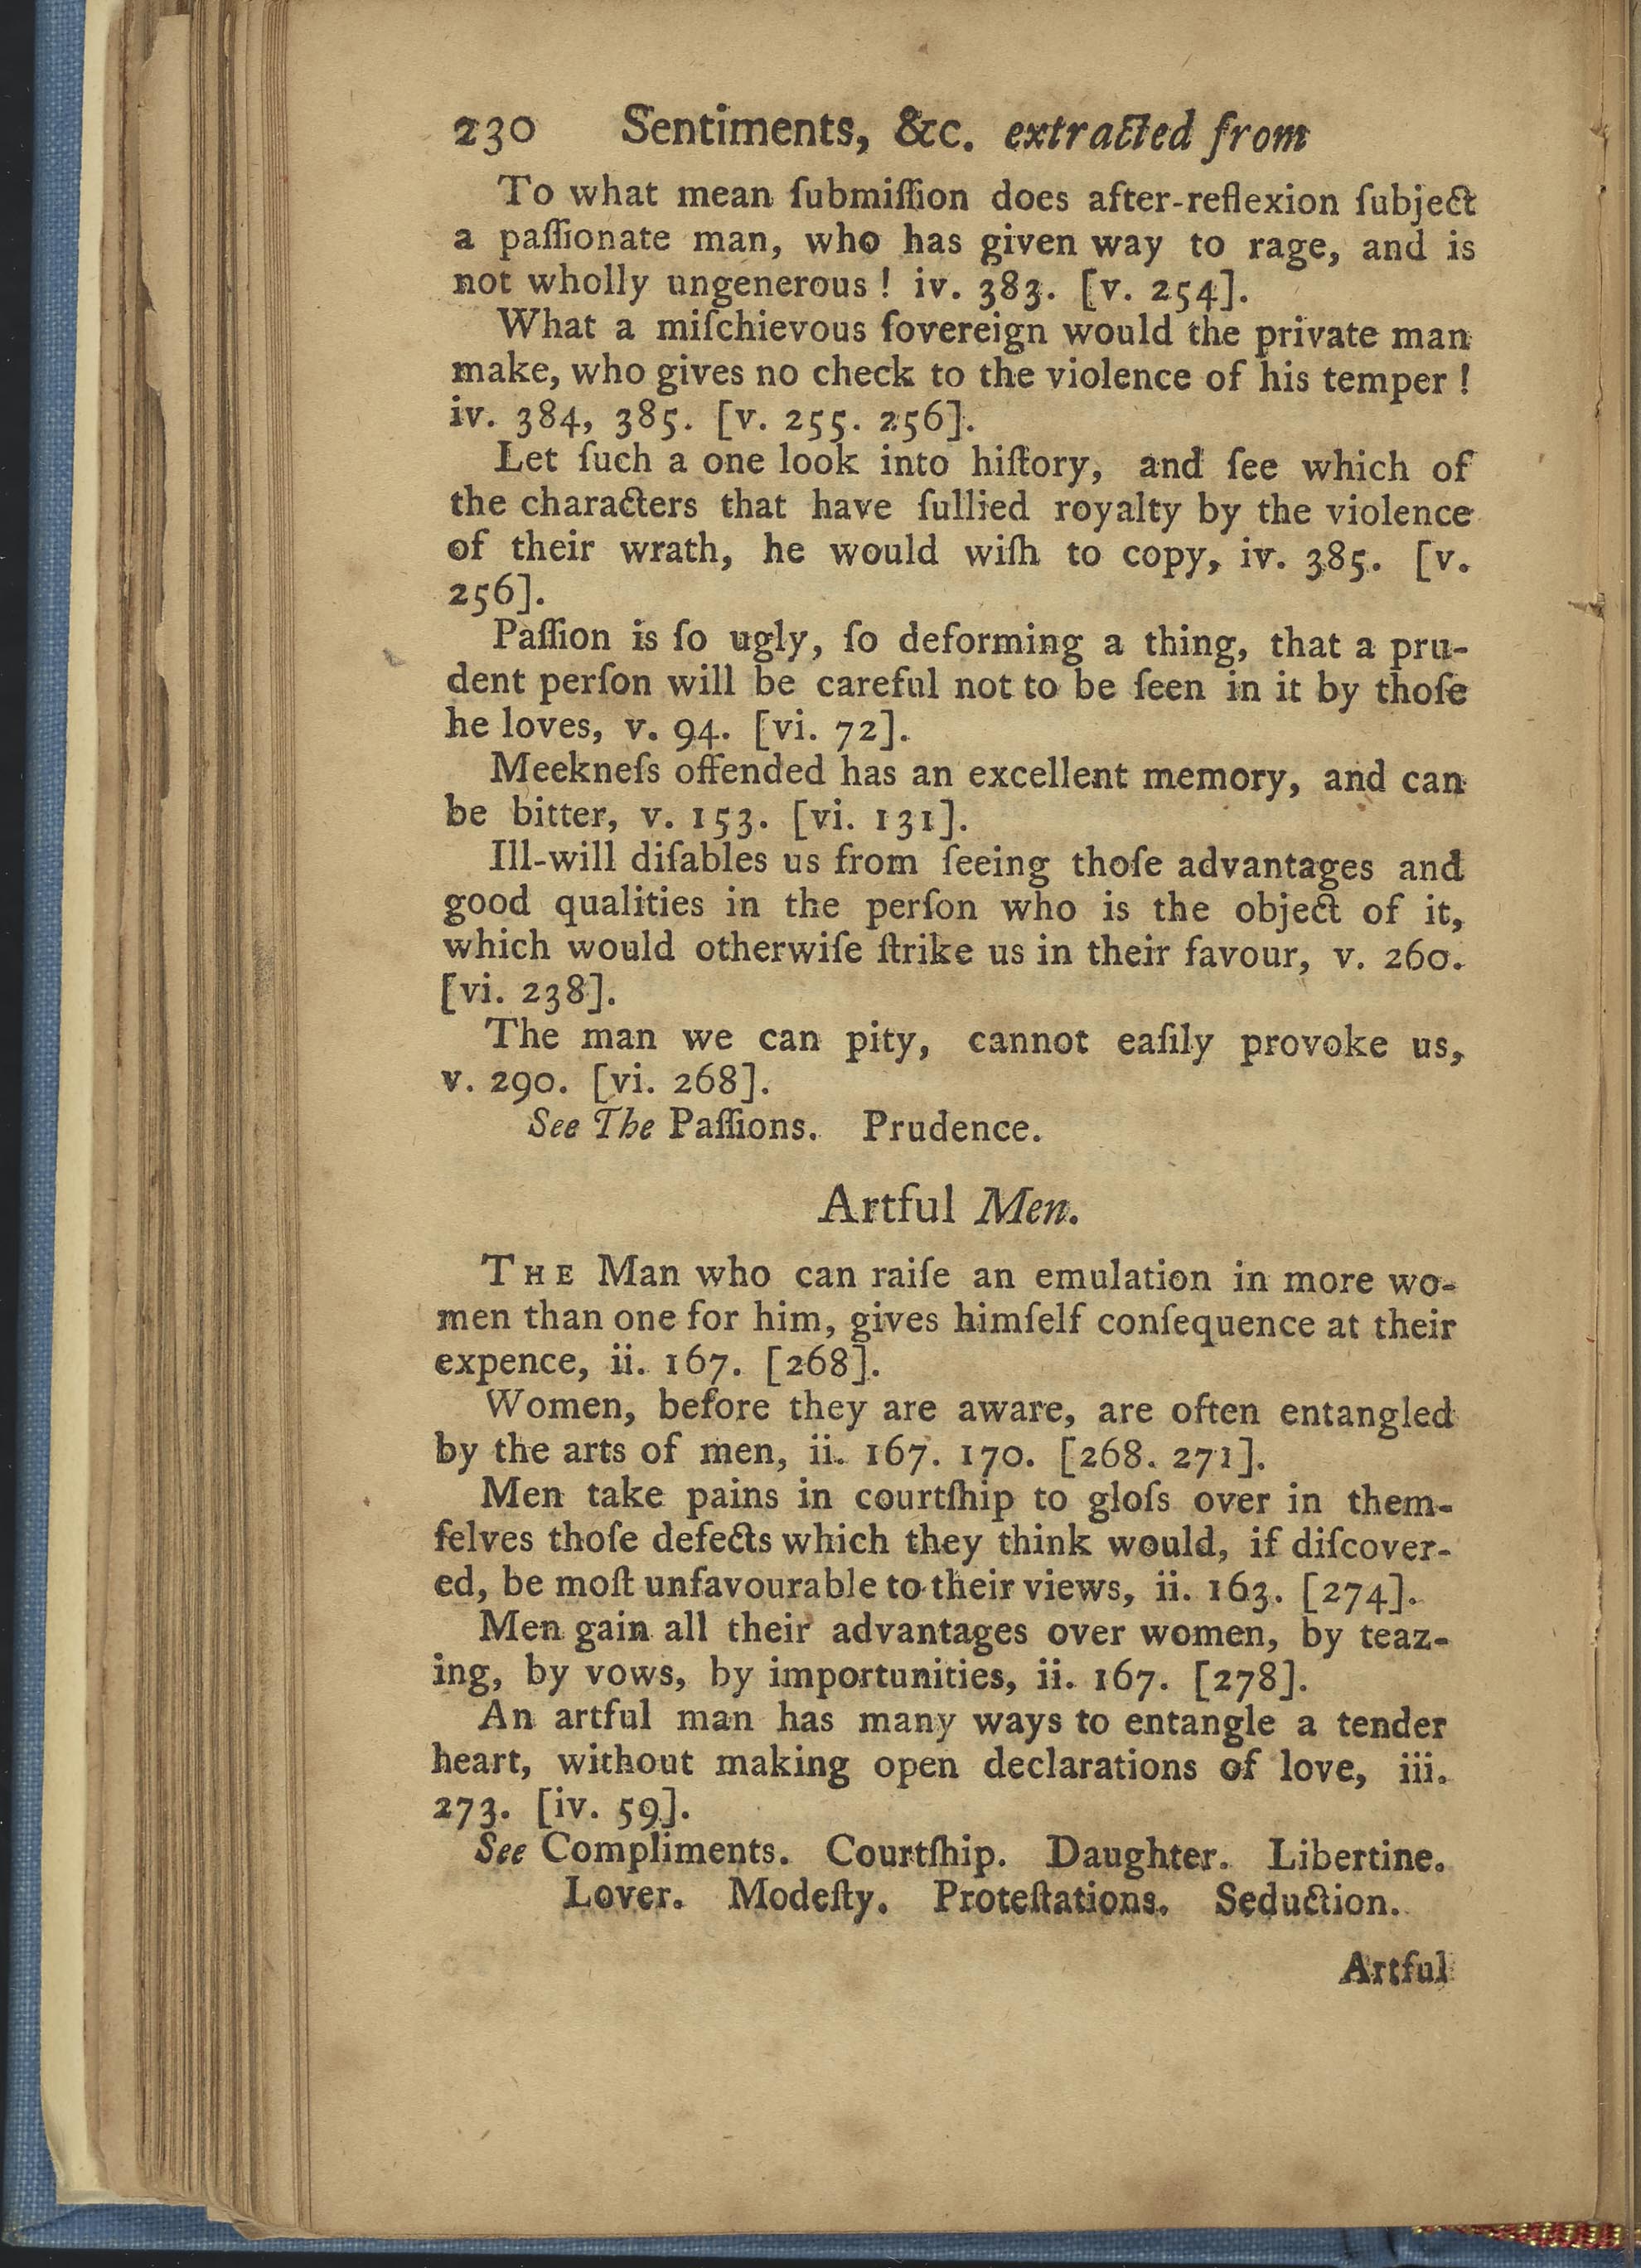 230 Sentiments, &c. extracted from
To what mean ſubmiſſion does after-reflexion ſubject
a paſſionate man, who has given way to rage, and is
not wholly ungenerous ! iv. 383. [v. 254].
What a miſchievous ſovereign would the private man
make, who gives no check to the violence of his temper !
iv. 384, 385. [v. 255. 256].
Let ſuch a one look into hiſtory, and ſee which of
the characters that have ſullied royalty by the violence
of their wrath, he would wiſh to copy, iv. 385. [v.
256].
Paſſion is ſo ugly, ſo deforming a thing, that a pru-
dent perſon will be careful not to be ſeen in it by thoſe
he loves, v. 94. [vi. 72].
Meekneſs offended has an excellent memory, and can
be bitter, v. 153. [vi. 131].
Ill-will diſables us from ſeeing thoſe advantages and
good qualities in the perſon who is the object of it,
which would otherwiſe ſtrike us in their favour, v. 260.
[vi. 238].
The man we can pity, cannot eaſily provoke us,
v. 290. [vi. 268].
See The Paſſions. Prudence.
Artful Men.
THE Man who can raiſe an emulation in more wo-
men than one for him, gives himſelf conſequence at their
expence, ii. 167. [268].
Women, before they are aware, are often entangled
by the arts of men, ii. 167. 170. [268. 271].
Men take pains in courtſhip to gloſs over in them-
ſelves thoſe defects which they think would, if diſcover-
ed, be moſt unfavourable to their views, ii. 163. [274].
Men gain all their advantages over women, by teaz-
ing, by vows, by importunities, ii. 167. [278].
An artful man has many ways to entangle a tender
heart, without making open declarations of love, iii.
273. [iv. 59].
See Compliments. Courtſhip. Daughter. Libertine.
Lover. Modeſty. Proteſtations. Seduction.
Artful